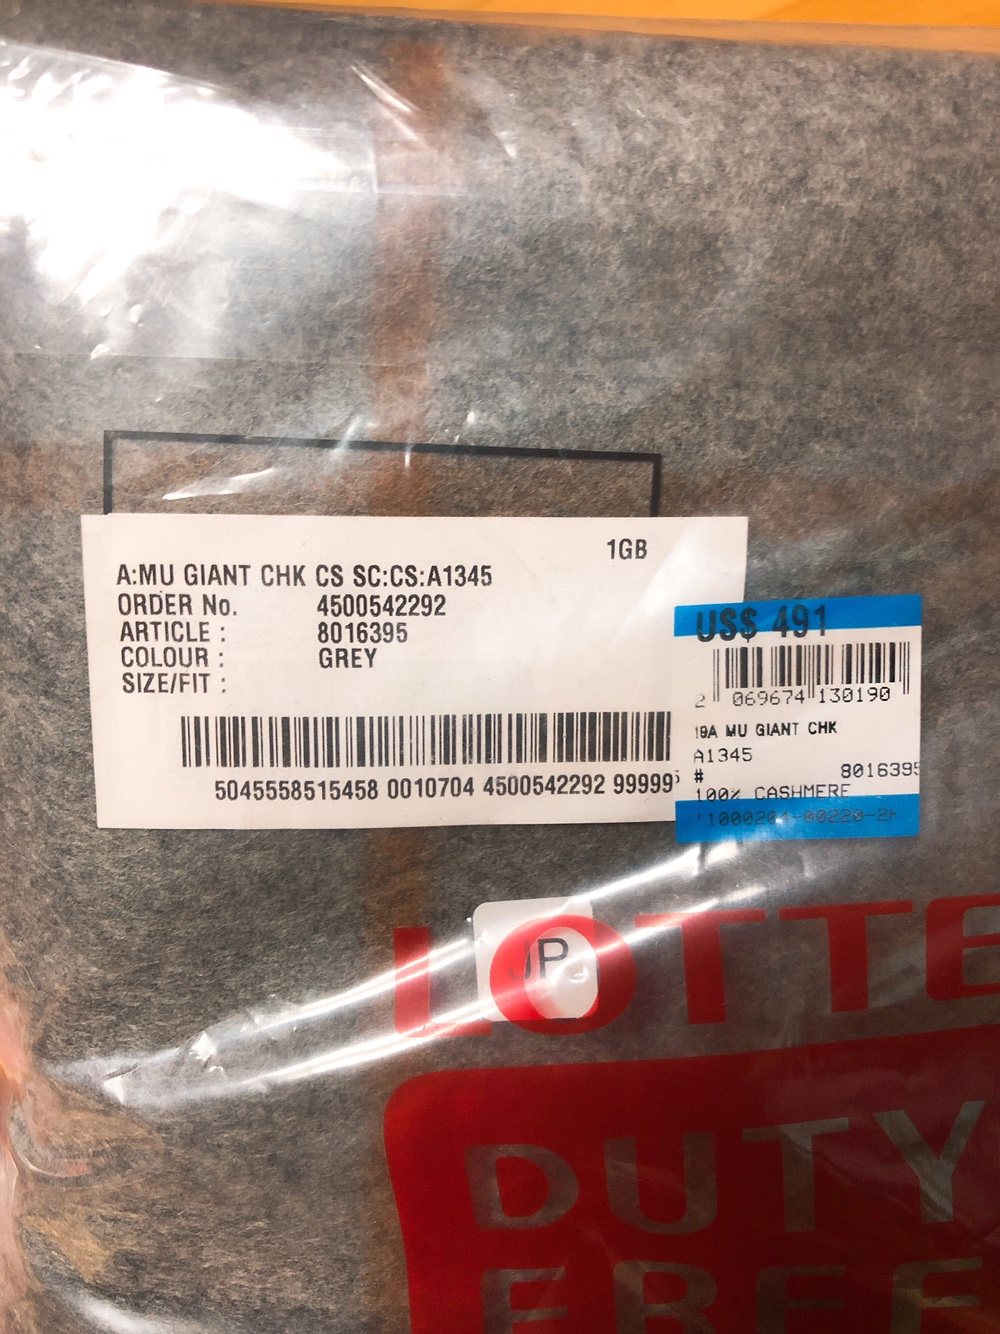 1GB
A:MU GIANT CHK CS SC:CS:A1345
ORDER No. 4500542292
ARTICLE : 8016395
COLOUR : GREY
SIZE/FIT :
5045558515458 0010704 4500542292 99999
US$ 491
2 069674 130190
MU GIANT CHK
A1345
# 8016395
100% CASHMERE
JP
LOTTE
DUTY
FREE